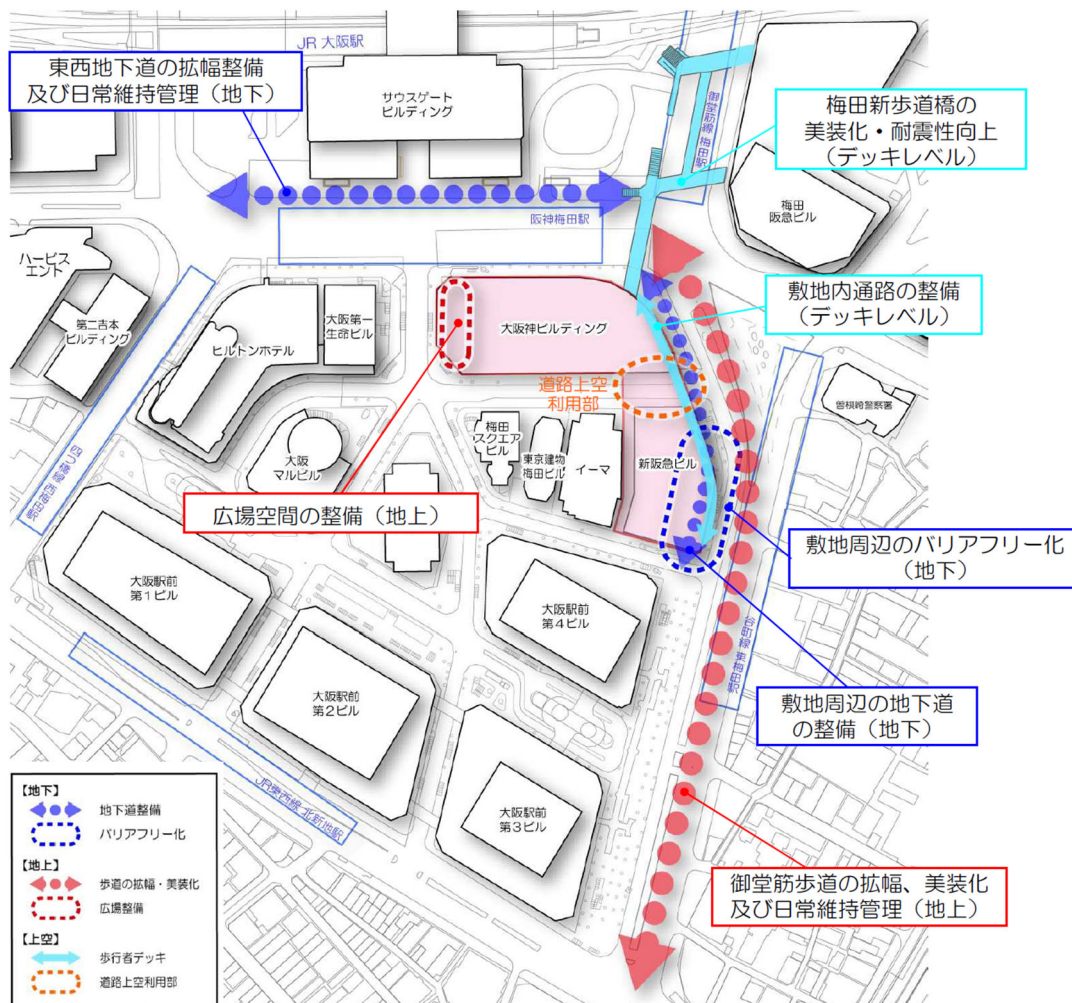 JR 大阪駅
東西地下道の拡幅整備
及び日常維持管理（地下）
サウスゲート
ビルディング
御堂筋線 梅田駅
梅田新歩道橋の
美装化・耐震性向上
（デッキレベル）
梅田
阪急ビル
阪神梅田駅
ハービス
エント
第二吉本
ビルディング
ヒルトンホテル
大阪第一
生命ビル
大阪神ビルディング
敷地内通路の整備
（デッキレベル）
道路上空
利用部
曽根崎警察署
四つ橋線 西梅田駅
大阪
マルビル
梅田
スクエア
ビル
東京建物
梅田ビル
イーマ
新阪急ビル
広場空間の整備（地上）
敷地周辺のバリアフリー化
（地下）
大阪駅前
第1ビル
大阪駅前
第4ビル
谷町線 東梅田駅
大阪駅前
第2ビル
敷地周辺の地下道
の整備（地下）
JR東西線 北新地駅
大阪駅前
第3ビル
御堂筋歩道の拡幅、美装化
及び日常維持管理（地上）
【地下】
地下道整備
バリアフリー化
【地上】
歩道の拡幅・美装化
広場整備
【上空】
歩行者デッキ
道路上空利用部